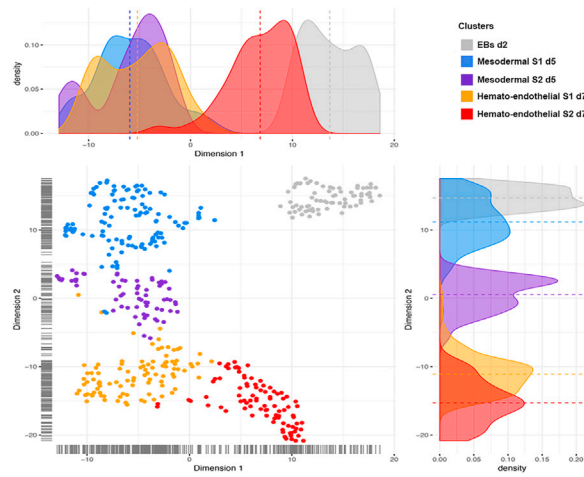 Clusters
EBs d2
Mesodermal S1 d5
Mesodermal S2 d5
Hemato-endothelial S1 d7
Hemato-endothelial S2 d7
density
0.10
0.05
0.00
−10
0
10
20
Dimension 1
Dimension 2
10
0
−10
−20
−10
0
10
20
Dimension 1
Dimension 2
10
0
−10
−20
0.00
0.05
0.10
0.15
0.20
density